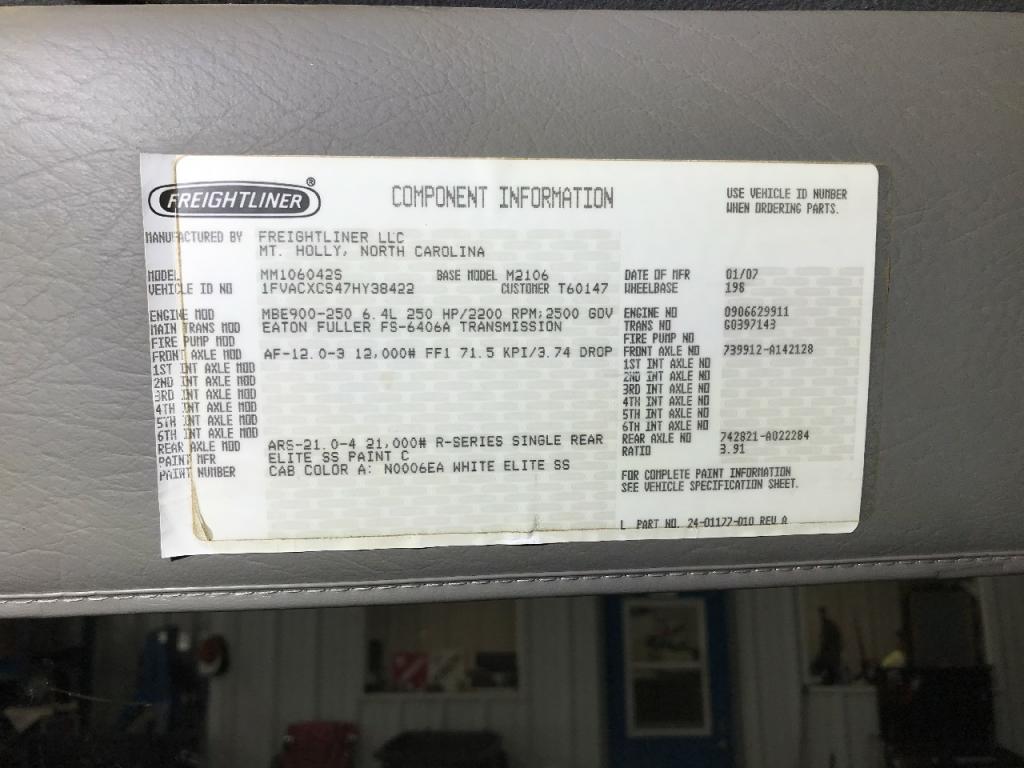 FREIGHTLINER®
COMPONENT INFORMATION
USE VEHICLE ID NUMBER
WHEN ORDERING PARTS.
MANUFACTURED BY FREIGHTLINER LLC
MT. HOLLY, NORTH CAROLINA
MODEL MM106042S BASE MODEL M2106 DATE OF MFR 01/07
VEHICLE ID NO 1FVACXCS47HY38422 CUSTOMER T60147 WHEELBASE 198
ENGINE MOD MBE900-250 6.4L 250 HP/2200 RPM;2500 GOV ENGINE NO 0906629911
MAIN TRANS MOD EATON FULLER FS-6406A TRANSMISSION TRANS NO G0397143
FIRE PUMP MOD FIRE PUMP NO
FRONT AXLE MOD AF-12.0-3 12,000# FF1 71.5 KPI/3.74 DROP FRONT AXLE NO 739912-A142128
1ST INT AXLE MOD 1ST INT AXLE NO
2ND INT AXLE MOD 2ND INT AXLE NO
3RD INT AXLE MOD 3RD INT AXLE NO
4TH INT AXLE MOD 4TH INT AXLE NO
5TH INT AXLE MOD 5TH INT AXLE NO
6TH INT AXLE MOD 6TH INT AXLE NO
REAR AXLE MOD ARS-21.0-4 21,000# R-SERIES SINGLE REAR REAR AXLE NO 742821-A022284
PAINT MFR ELITE SS PAINT C RATIO 3.91
PAINT NUMBER CAB COLOR A: N0006EA WHITE ELITE SS
FOR COMPLETE PAINT INFORMATION
SEE VEHICLE SPECIFICATION SHEET.
L PART NO. 24-01177-010 REV A